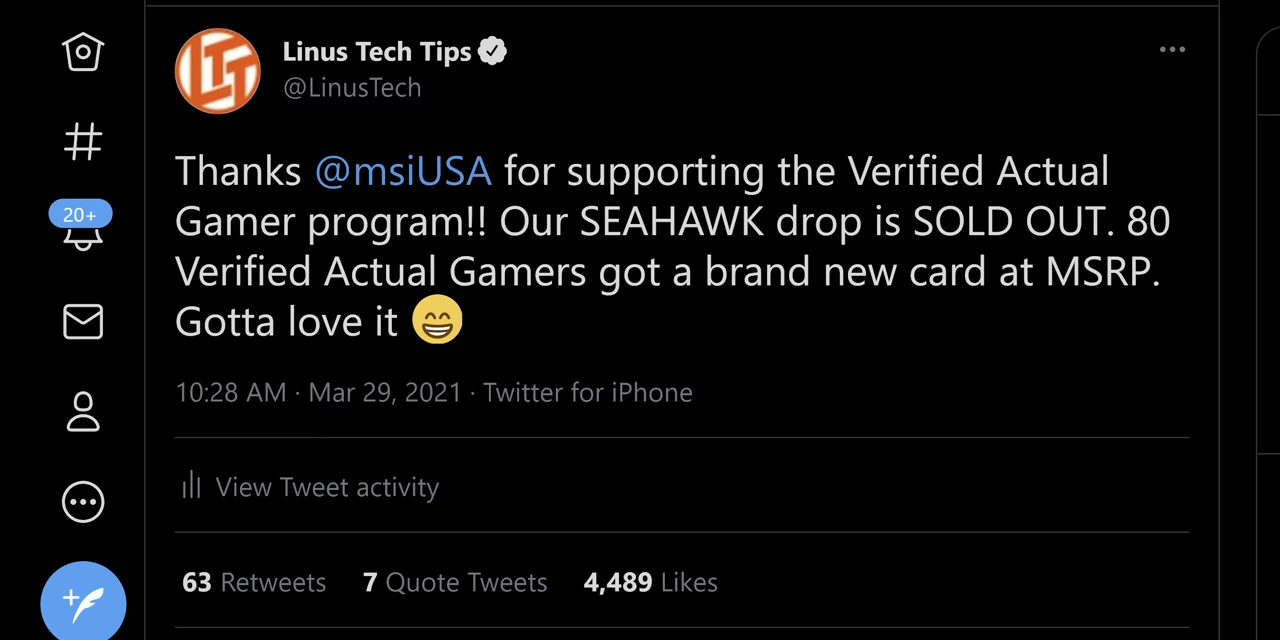 Linus Tech Tips
@LinusTech
LTT
20+
Thanks @msiUSA for supporting the Verified Actual
Gamer program!! Our SEAHAWK drop is SOLD OUT. 80
Verified Actual Gamers got a brand new card at MSRP.
Gotta love it 😁
10:28 AM · Mar 29, 2021 · Twitter for iPhone
View Tweet activity
63 Retweets 7 Quote Tweets 4,489 Likes